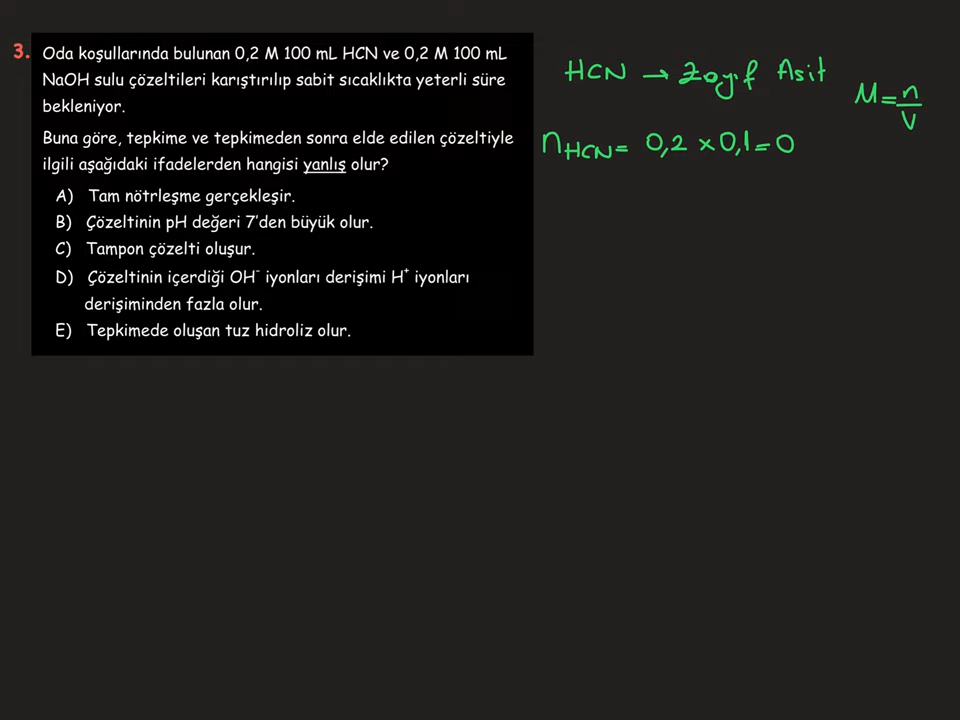 3. Oda koşullarında bulunan 0,2 M 100 mL HCN ve 0,2 M 100 mL
NaOH sulu çözeltileri karıştırılıp sabit sıcaklıkta yeterli süre
bekleniyor.
Buna göre, tepkime ve tepkimeden sonra elde edilen çözeltiyle
ilgili aşağıdaki ifadelerden hangisi yanlış olur?
A) Tam nötrleşme gerçekleşir.
B) Çözeltinin pH değeri 7'den büyük olur.
C) Tampon çözelti oluşur.
D) Çözeltinin içerdiği OH⁻ iyonları derişimi H⁺ iyonları
derişiminden fazla olur.
E) Tepkimede oluşan tuz hidroliz olur.
HCN → Zayıf Asit
M = n/V
nHCN = 0,2 x 0,1 = 0